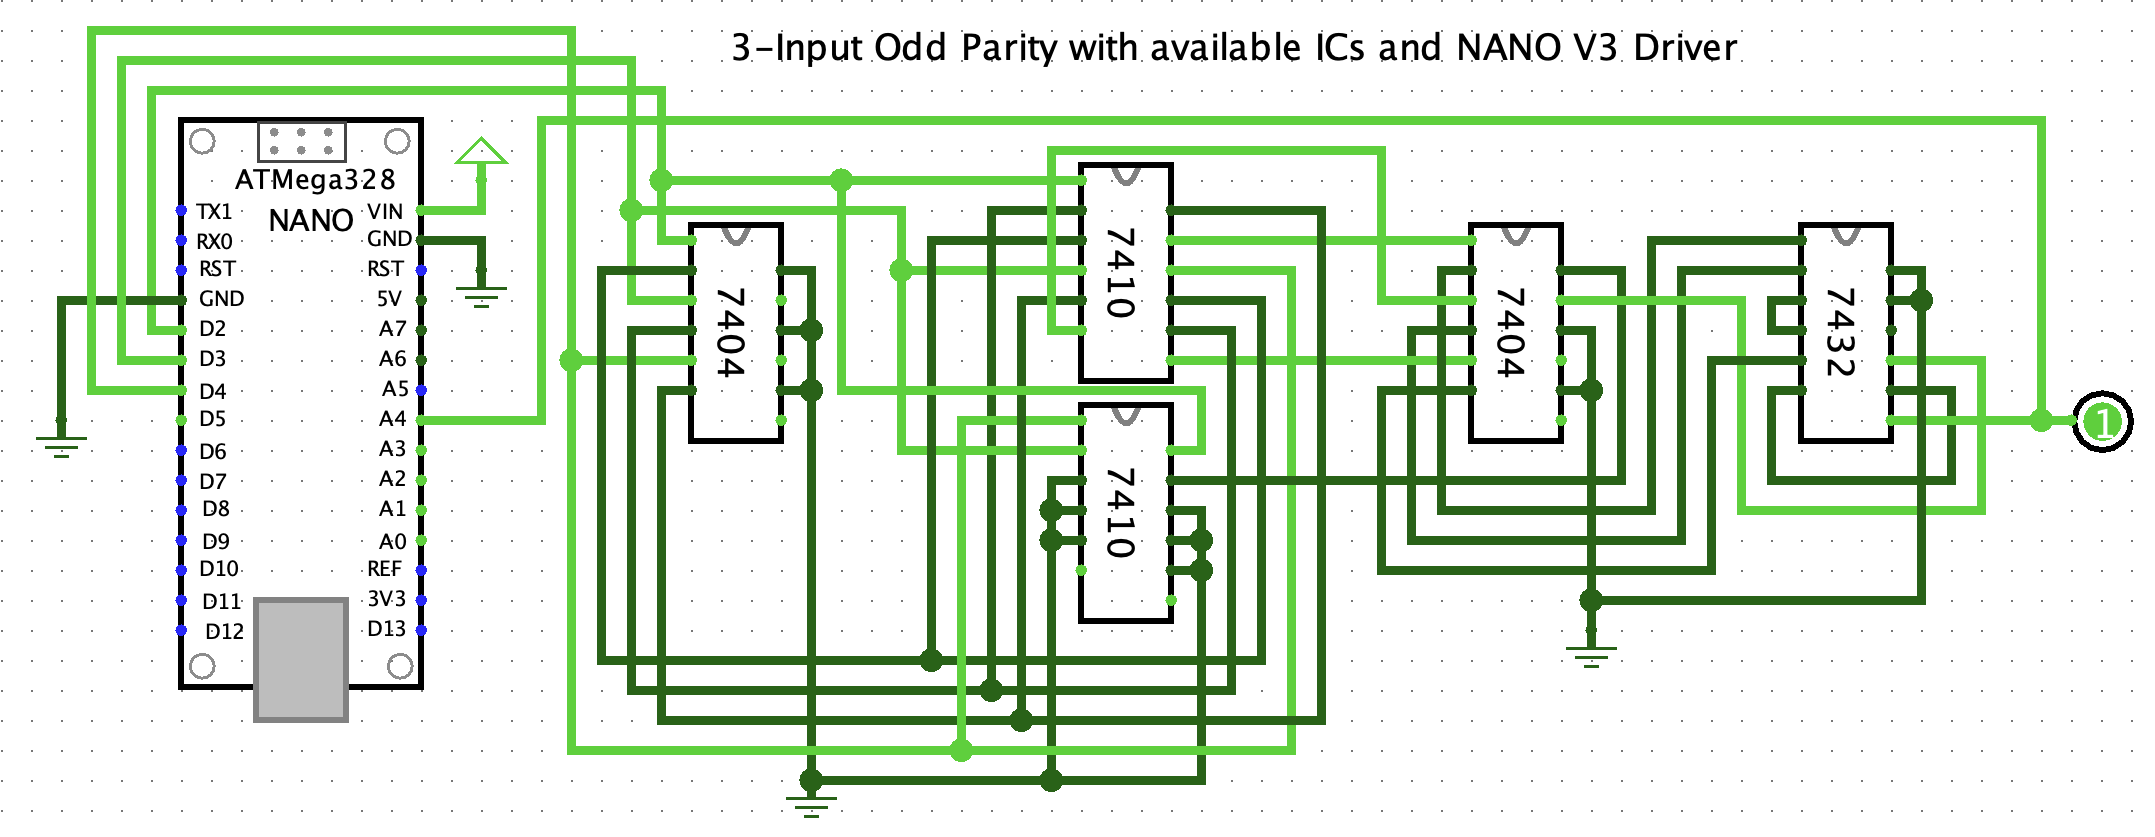 3-Input Odd Parity with available ICs and NANO V3 Driver
ATMega328
NANO
TX1
RX0
RST
GND
D2
D3
D4
D5
D6
D7
D8
D9
D10
D11
D12
VIN
GND
RST
5V
A7
A6
A5
A4
A3
A2
A1
A0
REF
3V3
D13
7404
7410
7410
7404
7432
1